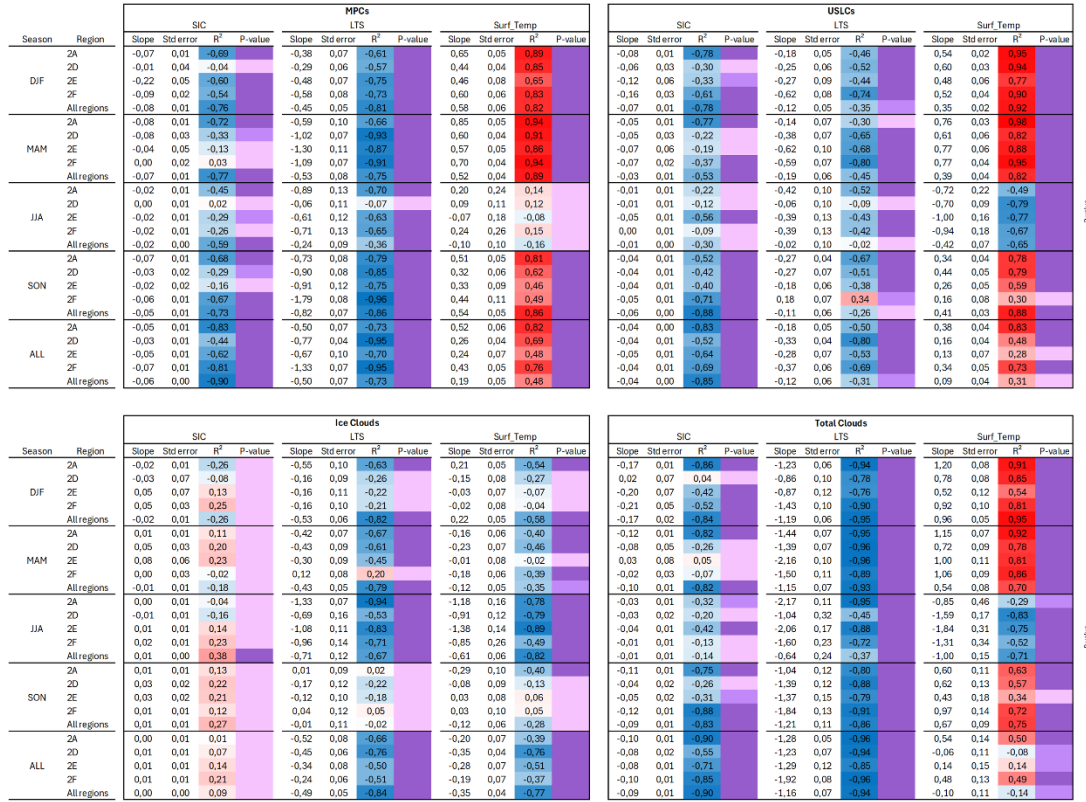 MPCs USLCs
SIC LTS Surf_Temp SIC LTS Surf_Temp
Season Region Slope Std error R² P-value Slope Std error R² P-value Slope Std error R² P-value Slope Std error R² P-value Slope Std error R² P-value Slope Std error R² P-value
2A -0,07 0,01 -0,69 -0,38 0,07 -0,61 0,65 0,05 0,89 -0,08 0,01 -0,78 -0,18 0,05 -0,46 0,54 0,02 0,95
2D -0,01 0,04 -0,04 -0,29 0,06 -0,57 0,44 0,04 0,85 -0,06 0,03 -0,30 -0,25 0,06 -0,52 0,60 0,03 0,94
DJF 2E -0,22 0,05 -0,60 -0,48 0,07 -0,75 0,46 0,08 0,65 -0,12 0,06 -0,33 -0,27 0,09 -0,44 0,48 0,06 0,77
2F -0,09 0,02 -0,54 -0,58 0,08 -0,73 0,60 0,06 0,83 -0,16 0,03 -0,61 -0,62 0,08 -0,74 0,52 0,04 0,90
All regions -0,08 0,01 -0,76 -0,45 0,05 -0,81 0,58 0,06 0,82 -0,07 0,01 -0,78 -0,12 0,05 -0,35 0,35 0,02 0,92
2A -0,08 0,01 -0,72 -0,59 0,10 -0,66 0,85 0,05 0,94 -0,05 0,01 -0,77 -0,14 0,07 -0,30 0,76 0,03 0,96
2D -0,08 0,03 -0,33 -1,02 0,07 -0,93 0,60 0,04 0,91 -0,05 0,03 -0,22 -0,38 0,07 -0,65 0,61 0,06 0,82
MAM 2E -0,04 0,05 -0,13 -1,30 0,11 -0,87 0,57 0,05 0,86 -0,07 0,06 -0,19 -0,62 0,10 -0,68 0,77 0,06 0,88
2F 0,00 0,02 0,03 -1,09 0,07 -0,91 0,70 0,04 0,94 -0,07 0,02 -0,37 -0,59 0,07 -0,80 0,77 0,04 0,95
All regions -0,07 0,01 -0,77 -0,53 0,08 -0,75 0,52 0,04 0,89 -0,03 0,01 -0,53 -0,19 0,06 -0,45 0,39 0,04 0,82
2A -0,02 0,01 -0,45 -0,89 0,13 -0,70 0,20 0,24 0,14 -0,01 0,01 -0,22 -0,42 0,10 -0,52 -0,72 0,22 -0,49
2D 0,00 0,01 0,02 -0,06 0,11 -0,07 0,09 0,11 0,12 -0,01 0,01 -0,12 -0,06 0,10 -0,09 -0,70 0,09 -0,79
JJA 2E -0,02 0,01 -0,29 -0,61 0,12 -0,63 -0,07 0,18 -0,08 -0,05 0,01 -0,56 -0,39 0,13 -0,43 -1,00 0,16 -0,77
2F -0,02 0,01 -0,26 -0,71 0,13 -0,65 0,24 0,26 0,15 0,00 0,01 -0,09 -0,39 0,14 -0,42 -0,94 0,18 -0,67
All regions -0,02 0,00 -0,59 -0,24 0,09 -0,36 -0,10 0,10 -0,16 -0,01 0,00 -0,30 -0,02 0,10 -0,02 -0,42 0,07 -0,65
2A -0,07 0,01 -0,68 -0,73 0,08 -0,79 0,51 0,05 0,81 -0,04 0,01 -0,52 -0,27 0,04 -0,67 0,34 0,04 0,78
2D -0,03 0,02 -0,29 -0,90 0,08 -0,85 0,32 0,06 0,62 -0,04 0,01 -0,42 -0,27 0,07 -0,51 0,44 0,05 0,79
SON 2E -0,02 0,02 -0,16 -0,91 0,12 -0,75 0,33 0,09 0,46 -0,04 0,01 -0,40 -0,18 0,06 -0,38 0,26 0,05 0,59
2F -0,06 0,01 -0,67 -1,79 0,08 -0,96 0,44 0,11 0,49 -0,05 0,01 -0,71 0,18 0,07 0,34 0,16 0,08 0,30
All regions -0,05 0,01 -0,73 -0,82 0,07 -0,86 0,54 0,05 0,86 -0,06 0,00 -0,88 -0,11 0,06 -0,26 0,41 0,03 0,88
2A -0,05 0,01 -0,83 -0,50 0,07 -0,73 0,52 0,06 0,82 -0,04 0,00 -0,83 -0,18 0,05 -0,50 0,38 0,04 0,83
2D -0,03 0,01 -0,44 -0,77 0,04 -0,95 0,26 0,04 0,69 -0,04 0,01 -0,52 -0,33 0,04 -0,80 0,16 0,04 0,48
ALL 2E -0,05 0,01 -0,62 -0,67 0,10 -0,70 0,24 0,07 0,48 -0,05 0,01 -0,64 -0,28 0,07 -0,53 0,13 0,07 0,28
2F -0,07 0,01 -0,81 -1,33 0,07 -0,95 0,43 0,05 0,76 -0,04 0,01 -0,69 -0,37 0,06 -0,69 0,34 0,05 0,73
All regions -0,06 0,00 -0,90 -0,50 0,07 -0,73 0,19 0,05 0,48 -0,04 0,00 -0,85 -0,12 0,06 -0,31 0,09 0,04 0,31
Ice Clouds Total Clouds
SIC LTS Surf_Temp SIC LTS Surf_Temp
Season Region Slope Std error R² P-value Slope Std error R² P-value Slope Std error R² P-value Slope Std error R² P-value Slope Std error R² P-value Slope Std error R² P-value
2A -0,02 0,01 -0,26 -0,55 0,10 -0,63 0,21 0,05 -0,54 -0,17 0,01 -0,86 -1,23 0,06 -0,94 1,20 0,08 0,91
2D -0,03 0,07 -0,08 -0,16 0,09 -0,26 -0,15 0,08 -0,27 0,02 0,07 0,04 -0,86 0,10 -0,78 0,78 0,08 0,85
DJF 2E 0,05 0,07 0,13 -0,16 0,11 -0,22 -0,03 0,07 -0,07 -0,20 0,07 -0,42 -0,87 0,12 -0,76 0,52 0,12 0,54
2F 0,05 0,03 0,25 -0,16 0,10 -0,21 -0,02 0,08 -0,04 -0,21 0,05 -0,52 -1,43 0,10 -0,90 0,92 0,10 0,81
All regions -0,02 0,01 -0,26 -0,53 0,06 -0,82 0,22 0,05 -0,58 -0,17 0,02 -0,84 -1,19 0,06 -0,95 0,96 0,05 0,95
2A 0,01 0,01 0,11 -0,42 0,07 -0,67 -0,16 0,06 -0,40 -0,12 0,01 -0,82 -1,44 0,07 -0,95 1,15 0,07 0,92
2D 0,05 0,03 0,20 -0,43 0,09 -0,61 -0,23 0,07 -0,46 -0,08 0,05 -0,26 -1,39 0,07 -0,96 0,72 0,09 0,78
MAM 2E 0,08 0,06 0,23 -0,30 0,09 -0,45 -0,01 0,08 -0,02 0,03 0,08 0,05 -2,16 0,10 -0,96 1,00 0,11 0,81
2F 0,00 0,03 -0,02 0,12 0,08 0,20 -0,18 0,06 -0,39 -0,02 0,03 -0,07 -1,50 0,11 -0,89 1,06 0,09 0,86
All regions -0,01 0,01 -0,18 -0,43 0,05 -0,79 -0,12 0,05 -0,35 -0,10 0,01 -0,82 -1,15 0,07 -0,93 0,54 0,08 0,70
2A 0,00 0,01 -0,04 -1,33 0,07 -0,94 -1,18 0,16 -0,78 -0,03 0,01 -0,32 -2,17 0,11 -0,95 -0,85 0,46 -0,29
2D -0,01 0,01 -0,16 -0,69 0,16 -0,53 -0,91 0,12 -0,79 -0,03 0,02 -0,20 -1,04 0,32 -0,45 -1,59 0,17 -0,83
JJA 2E 0,01 0,01 0,14 -1,08 0,11 -0,83 -1,38 0,14 -0,89 -0,04 0,01 -0,42 -2,06 0,17 -0,88 -1,84 0,31 -0,75
2F 0,02 0,01 0,23 -0,96 0,14 -0,71 -0,85 0,26 -0,49 -0,01 0,01 -0,13 -1,60 0,23 -0,72 -1,31 0,34 -0,52
All regions 0,01 0,00 0,38 -0,71 0,12 -0,67 -0,61 0,06 -0,82 -0,01 0,01 -0,14 -0,64 0,24 -0,37 -1,00 0,15 -0,71
2A 0,01 0,01 0,13 0,01 0,09 0,02 -0,29 0,10 -0,40 -0,11 0,01 -0,75 -1,04 0,12 -0,80 0,60 0,11 0,63
2D 0,03 0,02 0,22 -0,17 0,12 -0,22 -0,08 0,09 -0,13 -0,04 0,02 -0,26 -1,39 0,12 -0,88 0,62 0,13 0,57
SON 2E 0,03 0,02 0,21 -0,12 0,10 -0,18 0,03 0,08 0,06 -0,05 0,02 -0,31 -1,37 0,14 -0,79 0,43 0,18 0,34
2F 0,01 0,01 0,12 0,04 0,12 0,05 0,03 0,10 0,05 -0,12 0,01 -0,88 -1,84 0,13 -0,91 0,97 0,14 0,72
All regions 0,01 0,01 0,27 -0,01 0,11 -0,02 -0,12 0,06 -0,28 -0,09 0,01 -0,83 -1,21 0,11 -0,86 0,67 0,09 0,75
2A 0,00 0,01 0,01 -0,52 0,08 -0,66 -0,20 0,07 -0,39 -0,10 0,01 -0,90 -1,28 0,05 -0,96 0,54 0,14 0,50
2D 0,01 0,01 0,07 -0,45 0,06 -0,76 -0,35 0,04 -0,76 -0,08 0,02 -0,55 -1,23 0,07 -0,94 -0,06 0,11 -0,08
ALL 2E 0,01 0,01 0,14 -0,34 0,08 -0,50 -0,28 0,07 -0,51 -0,08 0,01 -0,71 -1,29 0,12 -0,85 0,14 0,15 0,14
2F 0,01 0,01 0,21 -0,24 0,06 -0,51 -0,19 0,07 -0,37 -0,10 0,01 -0,85 -1,92 0,08 -0,96 0,48 0,13 0,49
All regions 0,00 0,00 0,09 -0,49 0,05 -0,84 -0,35 0,04 -0,77 -0,09 0,01 -0,90 -1,16 0,07 -0,94 -0,10 0,11 -0,14